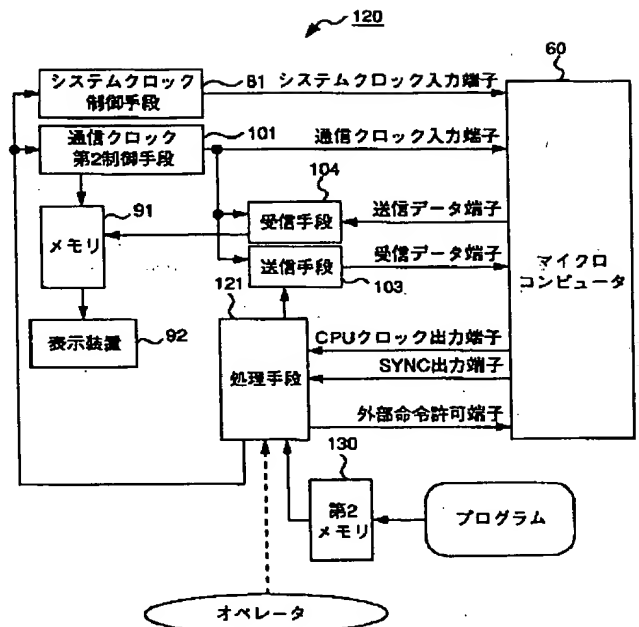 120
60
システムクロック
制御手段
81
システムクロック入力端子
通信クロック
第2制御手段
101
通信クロック入力端子
104
91
受信手段
送信データ端子
メモリ
送信手段
受信データ端子
マイクロ
コンピュータ
121
103
表示装置
92
処理手段
CPUクロック出力端子
SYNC出力端子
外部命令許可端子
130
第2
メモリ
プログラム
オペレータ